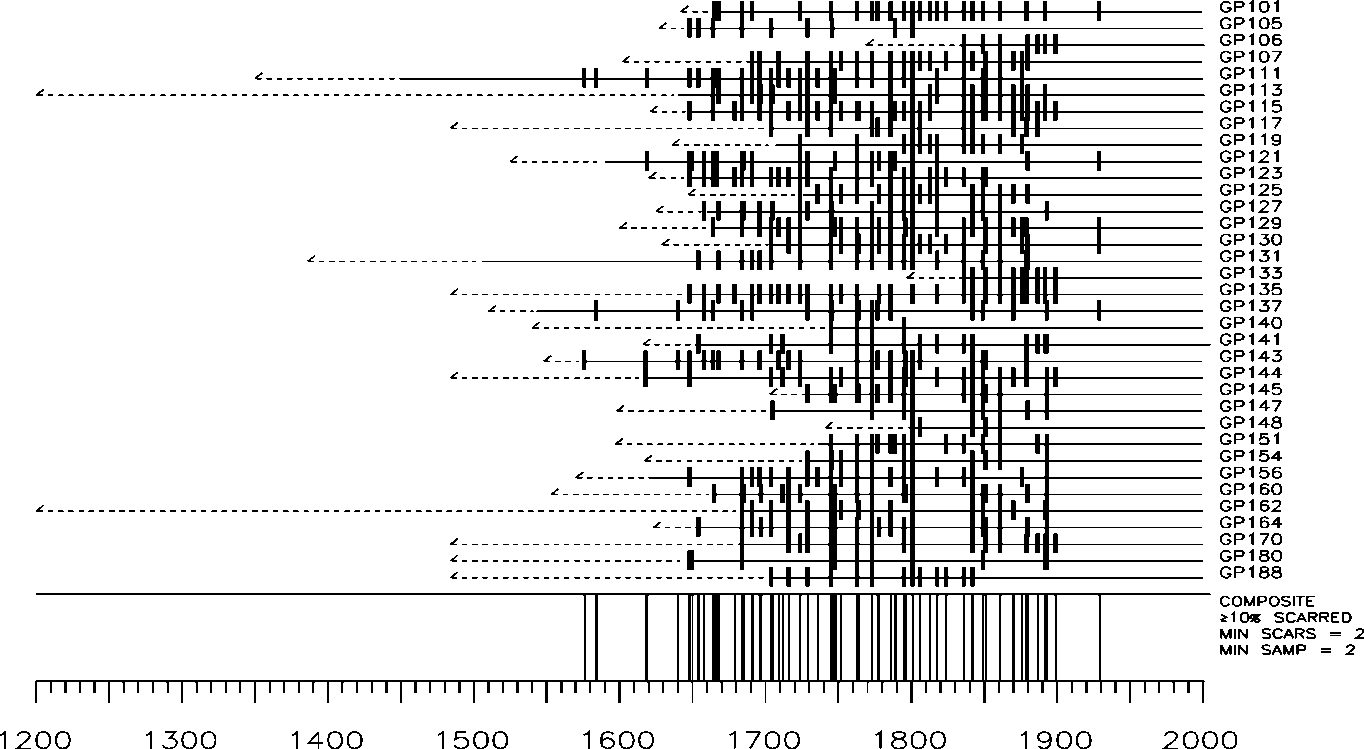 GP101
GP105
GP106
GP107
GP111
GP113
GP115
GP117
GP119
GP121
GP123
GP125
GP127
GP129
GP130
GP131
GP133
GP135
GP137
GP140
GP141
GP143
GP144
GP145
GP147
GP148
GP151
GP154
GP156
GP160
GP162
GP164
GP170
GP180
GP188
COMPOSITE
≥10% SCARRED
MIN SCARS = 2
MIN SAMP = 2
1200 1300 1400 1500 1600 1700 1800 1900 2000